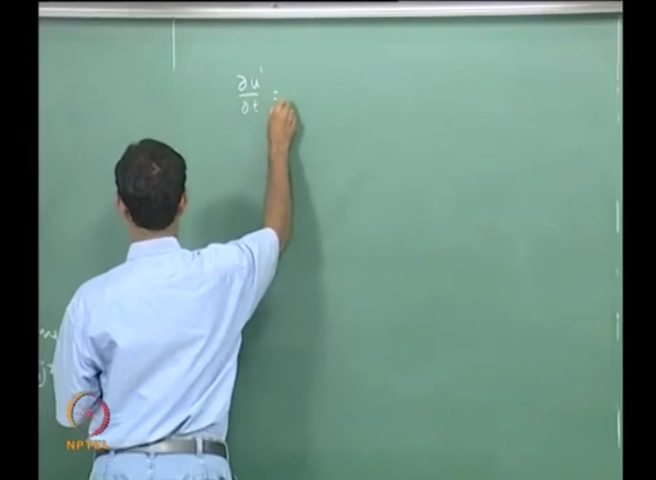 ∂u' =
∂t
NPTEL